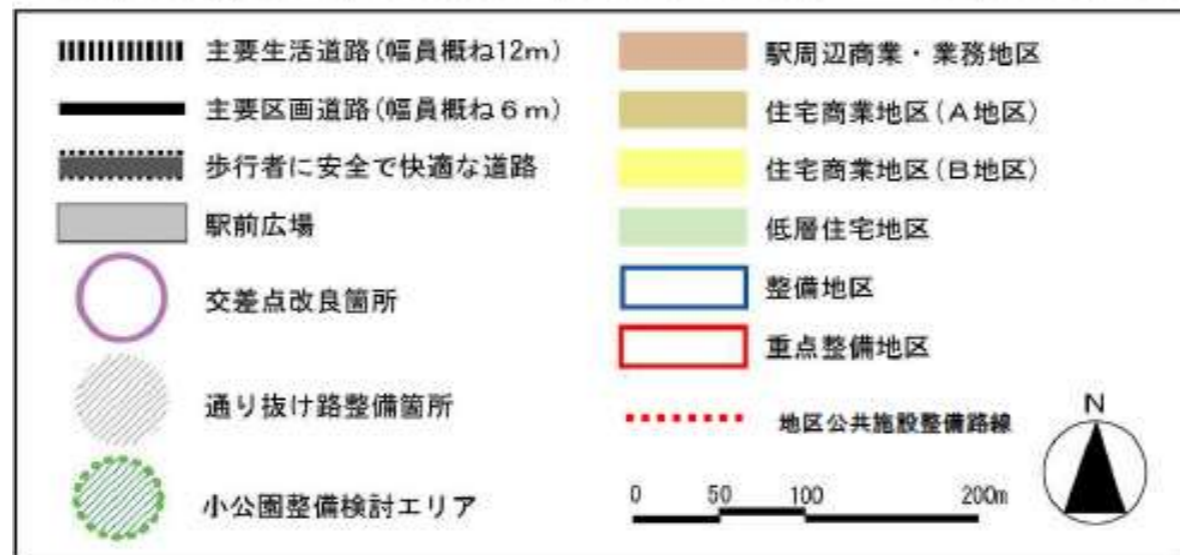 主要生活道路(幅員概ね12m)
主要区画道路(幅員概ね6m)
歩行者に安全で快適な道路
駅前広場
交差点改良箇所
通り抜け路整備箇所
小公園整備検討エリア
駅周辺商業・業務地区
住宅商業地区(A地区)
住宅商業地区(B地区)
低層住宅地区
整備地区
重点整備地区
地区公共施設整備路線
0 50 100 200m
N